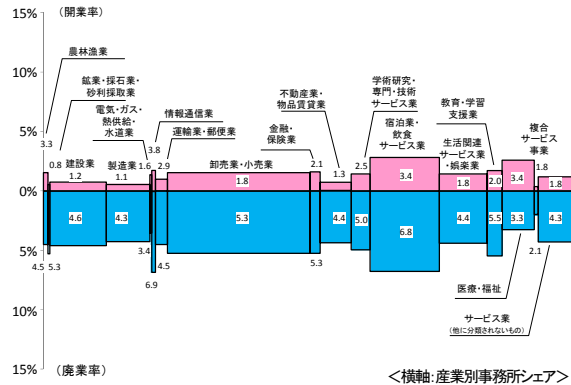 （開業率）
15%
10%
5%
0%
5%
10%
15%
（廃業率）
農林漁業
鉱業・採石業・
砂利採取業
電気・ガス・
熱供給・
水道業
情報通信業
運輸業・郵便業
建設業
製造業
卸売業・小売業
金融・
保険業
不動産業・
物品賃貸業
学術研究・
専門・技術
サービス業
宿泊業・
飲食
サービス業
生活関連
サービス業
・娯楽業
教育・学習
支援業
複合
サービス
事業
3.3
0.8
1.2
1.1
1.6
3.8
2.9
1.8
2.1
1.3
2.5
3.4
1.8
2.0
3.4
1.8
1.8
4.5
5.3
4.6
4.3
3.4
6.9
4.5
5.3
5.3
4.4
5.0
6.8
4.4
5.5
3.3
2.1
4.3
医療・福祉
サービス業
（他に分類されないもの）
＜横軸：産業別事務所シェア＞